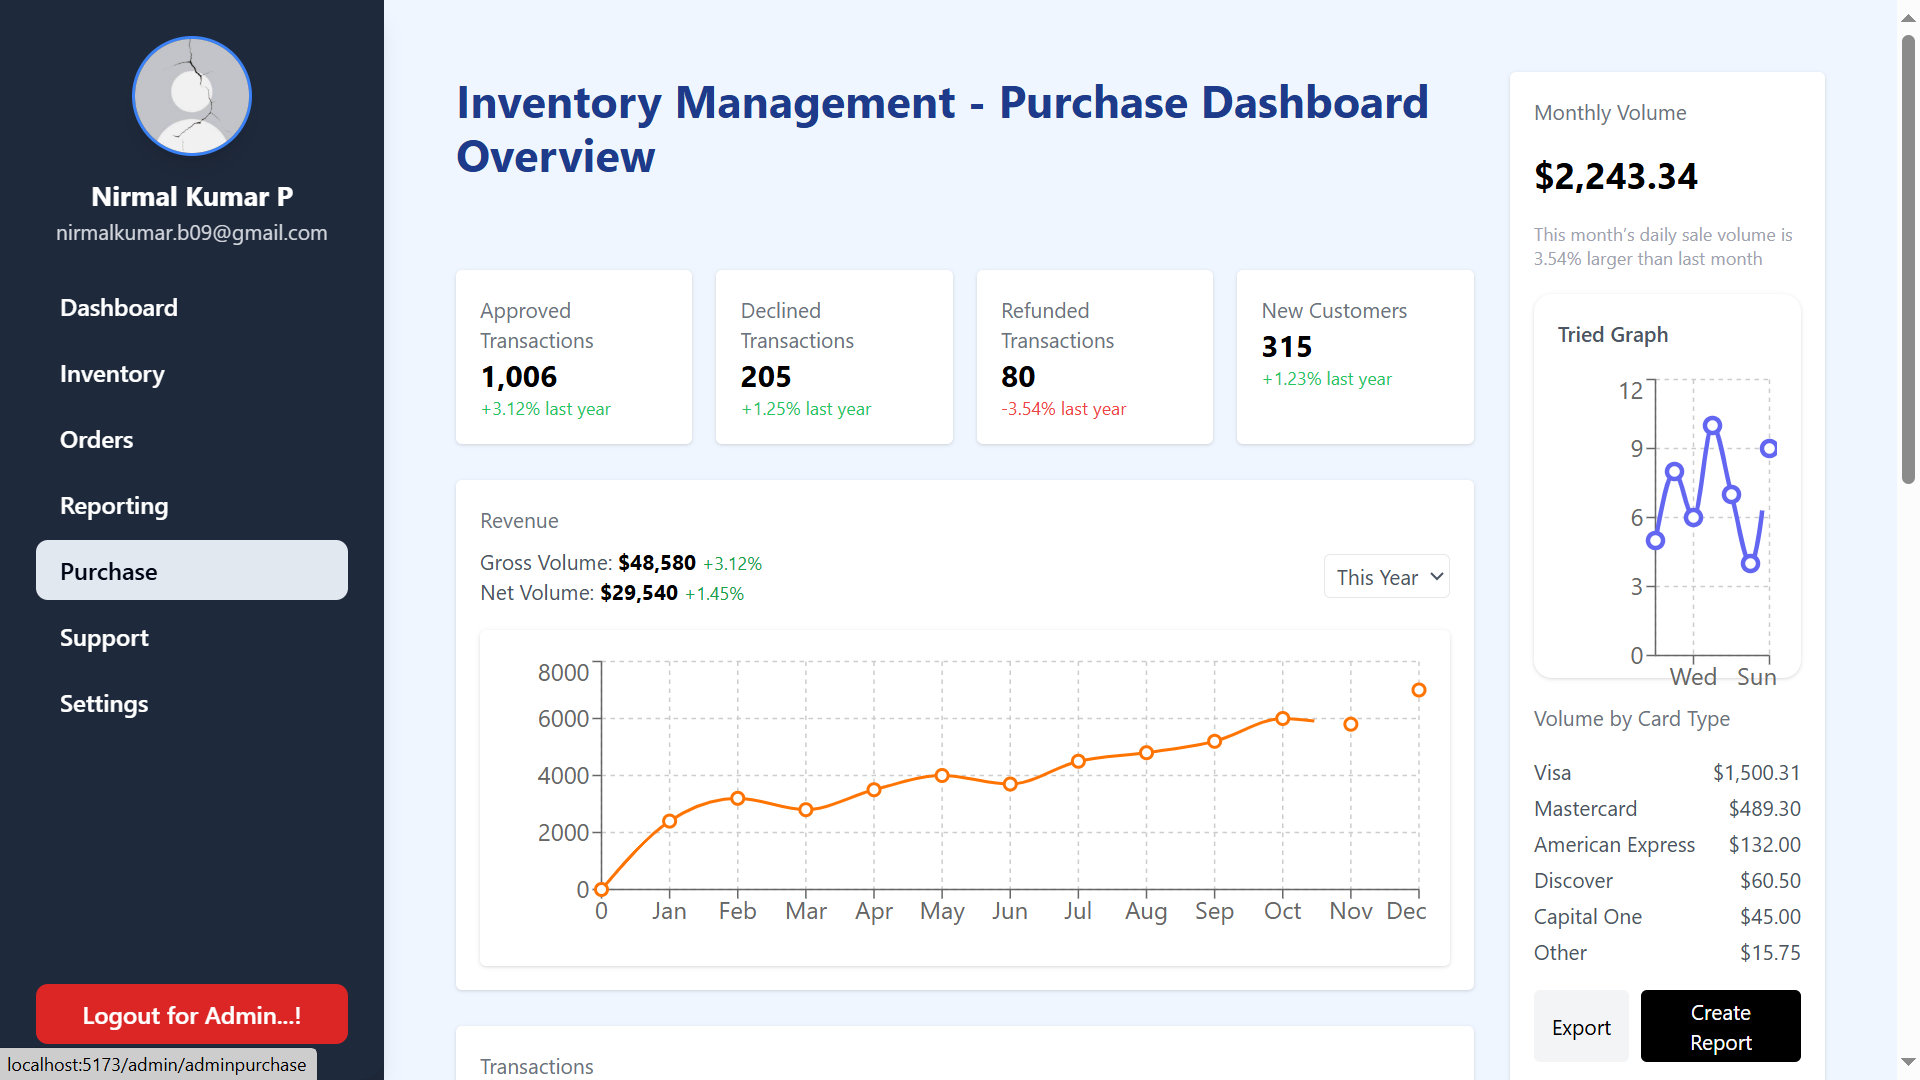 Nirmal Kumar P
nirmalkumar.b09@gmail.com
Dashboard
Inventory
Orders
Reporting
Purchase
Support
Settings
Logout for Admin...!
localhost:5173/admin/adminpurchase
Inventory Management - Purchase Dashboard
Overview
Approved
Transactions
1,006
+3.12% last year
Declined
Transactions
205
+1.25% last year
Refunded
Transactions
80
-3.54% last year
New Customers
315
+1.23% last year
Revenue
Gross Volume: $48,580 +3.12%
Net Volume: $29,540 +1.45%
This Year
8000
6000
4000
2000
0
0 Jan Feb Mar Apr May Jun Jul Aug Sep Oct Nov Dec
Transactions
Monthly Volume
$2,243.34
This month’s daily sale volume is
3.54% larger than last month
Tried Graph
12
9
6
3
0
Wed Sun
Volume by Card Type
Visa $1,500.31
Mastercard $489.30
American Express $132.00
Discover $60.50
Capital One $45.00
Other $15.75
Export
Create
Report